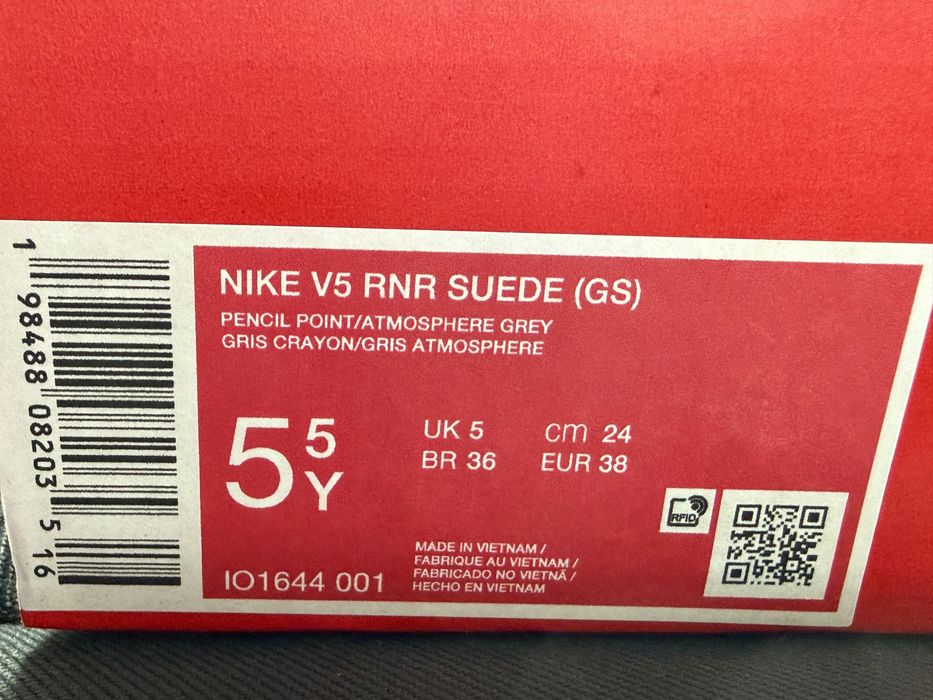 NIKE V5 RNR SUEDE (GS)
PENCIL POINT/ATMOSPHERE GREY
GRIS CRAYON/GRIS ATMOSPHERE
5 5 Y
UK 5 cm 24
BR 36 EUR 38
RFID
MADE IN VIETNAM /
FABRIQUE AU VIETNAM /
FABRICADO NO VIETNÃ /
HECHO EN VIETNAM
IO1644 001
1 98488 08203 5 16